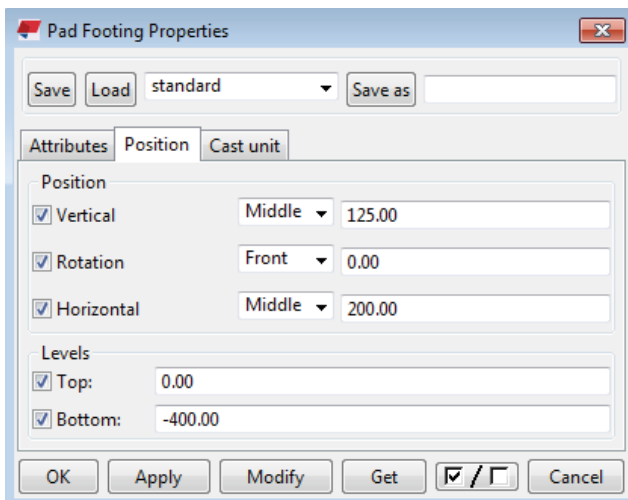 Pad Footing Properties
Save Load standard Save as
Attributes Position Cast unit
Position
Vertical Middle 125.00
Rotation Front 0.00
Horizontal Middle 200.00
Levels
Top: 0.00
Bottom: -400.00
OK Apply Modify Get / Cancel